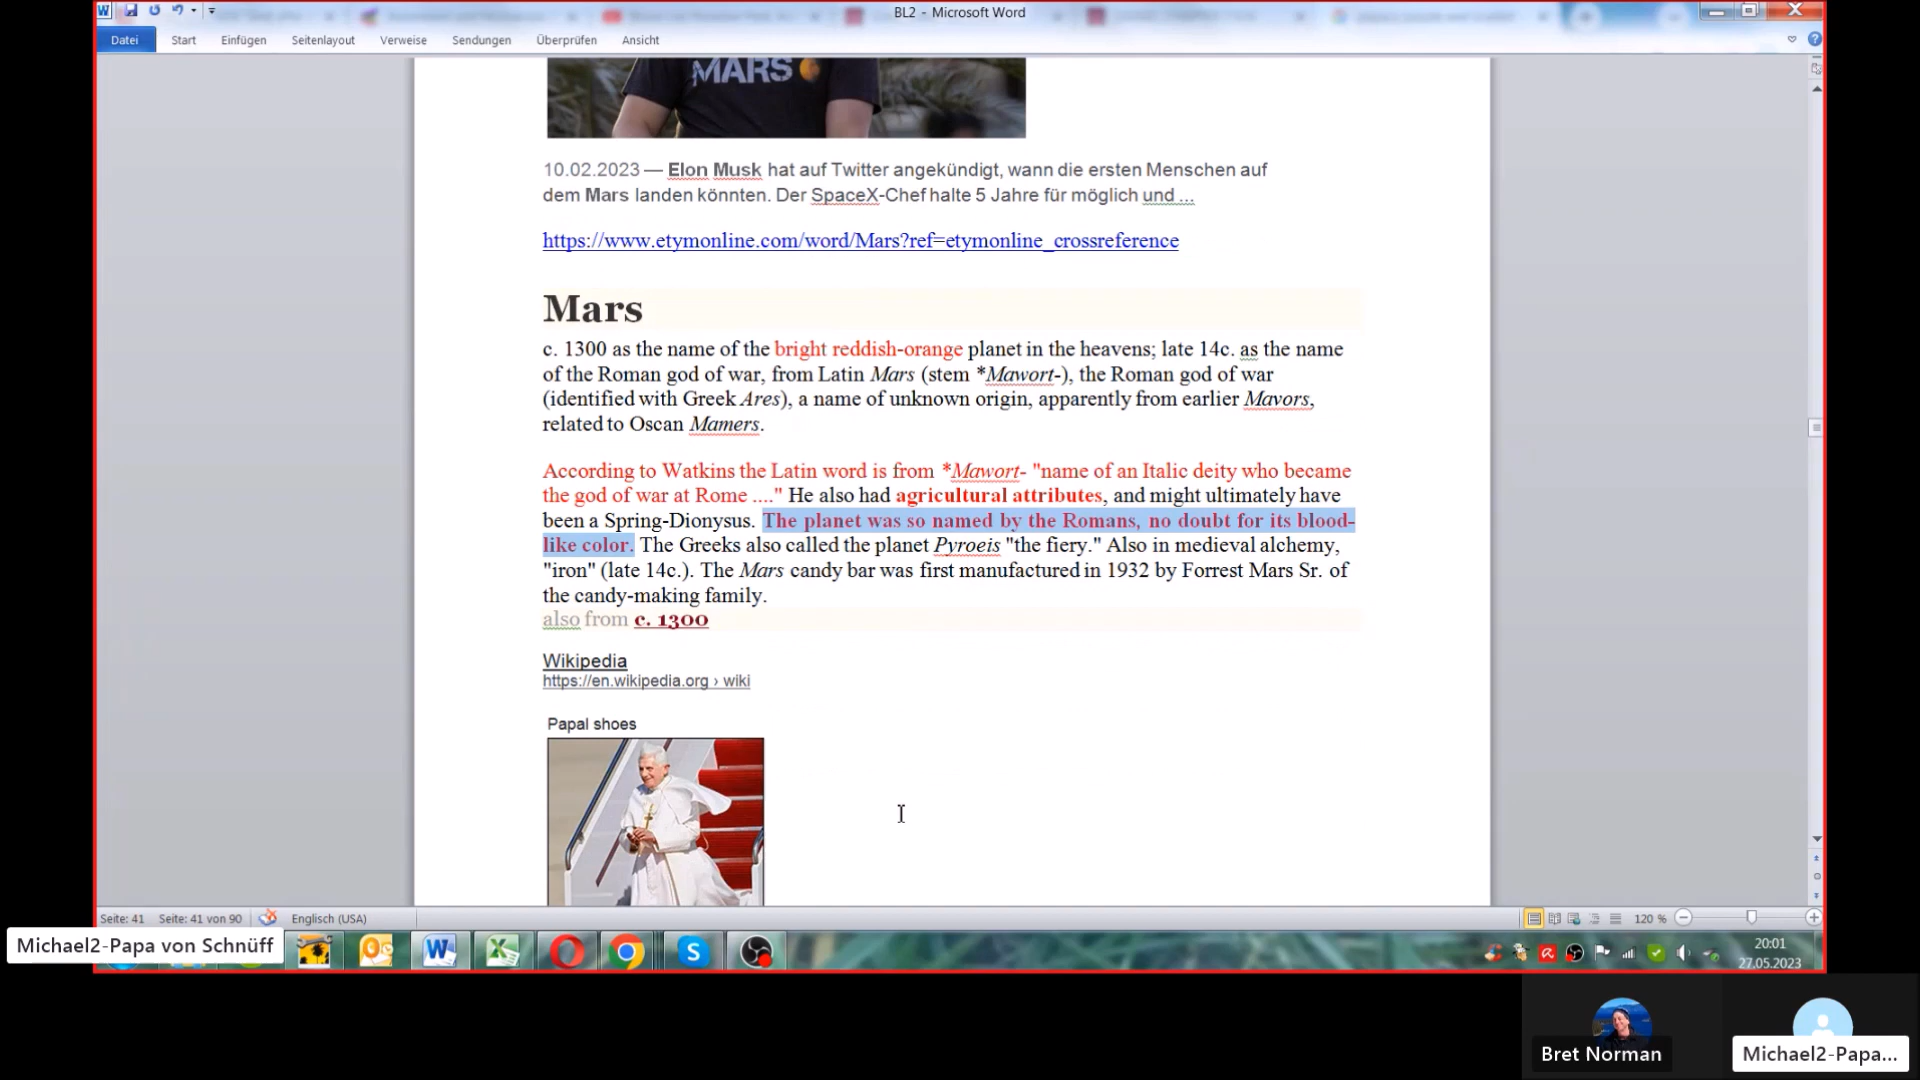 BL2 - Microsoft Word
Datei Start Einfügen Seitenlayout Verweise Sendungen Überprüfen Ansicht
MARS
10.02.2023 — Elon Musk hat auf Twitter angekündigt, wann die ersten Menschen auf
dem Mars landen könnten. Der SpaceX-Chef halte 5 Jahre für möglich und ...
https://www.etymonline.com/word/Mars?ref=etymonline_crossreference
Mars
c. 1300 as the name of the bright reddish-orange planet in the heavens; late 14c. as the name
of the Roman god of war, from Latin Mars (stem *Mawort-), the Roman god of war
(identified with Greek Ares), a name of unknown origin, apparently from earlier Mavors,
related to Oscan Mamers.
According to Watkins the Latin word is from *Mawort- "name of an Italic deity who became
the god of war at Rome ...." He also had agricultural attributes, and might ultimately have
been a Spring-Dionysus. The planet was so named by the Romans, no doubt for its blood-
like color. The Greeks also called the planet Pyroeis "the fiery." Also in medieval alchemy,
"iron" (late 14c.). The Mars candy bar was first manufactured in 1932 by Forrest Mars Sr. of
the candy-making family.
also from c. 1300
Wikipedia
https://en.wikipedia.org › wiki
Papal shoes
Seite: 41 Seite: 41 von 90 Englisch (USA) 120 %
Michael2-Papa von Schnüff
20:01
27.05.2023
Bret Norman
Michael2-Papa...